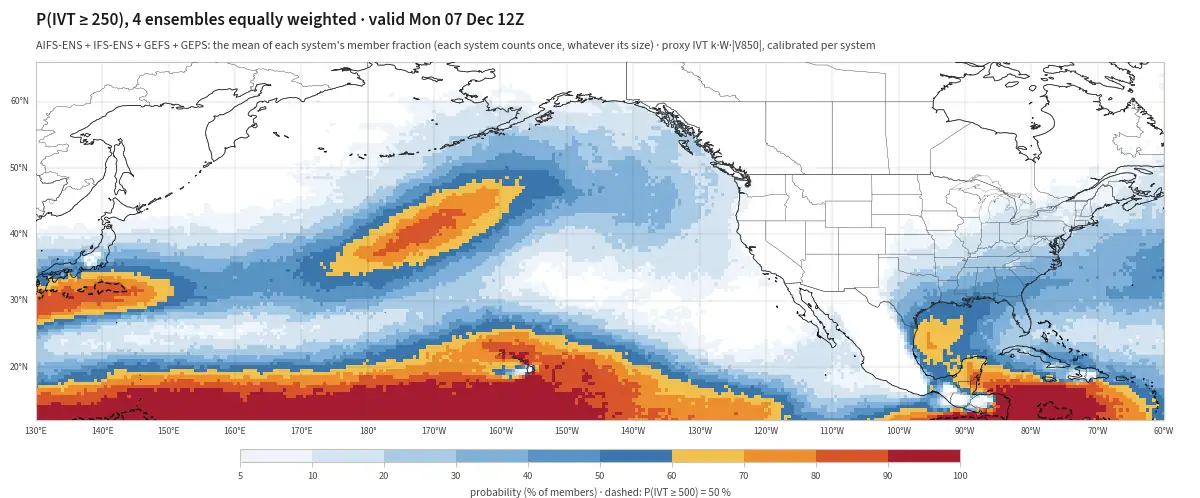 P(IVT ≥ 250), 4 ensembles equally weighted · valid Mon 07 Dec 12Z
AIFS-ENS + IFS-ENS + GEFS + GEPS: the mean of each system's member fraction (each system counts once, whatever its size) · proxy IVT k·W·|V850|, calibrated per system
60°N
50°N
40°N
30°N
20°N
130°E 140°E 150°E 160°E 170°E 180° 170°W 160°W 150°W 140°W 130°W 120°W 110°W 100°W 90°W 80°W 70°W 60°W
5 10 20 30 40 50 60 70 80 90 100
probability (% of members) · dashed: P(IVT ≥ 500) = 50 %